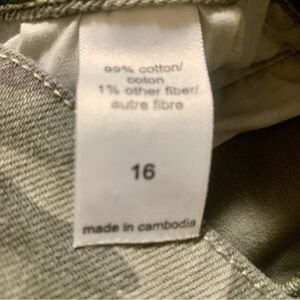 99% cotton/
coton
1% other fiber/
autre fibre
16
made in cambodia